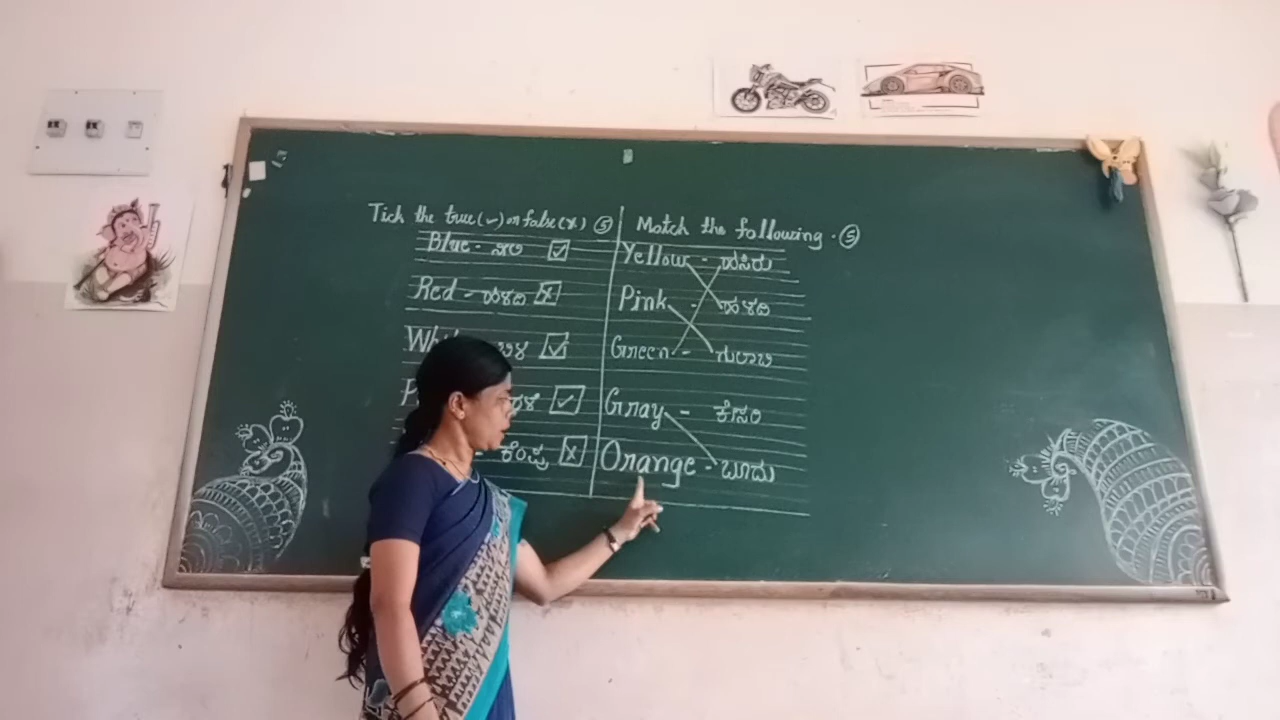 Tick the true (✓) or false (x) ⑤
Blue - ನೀಲಿ ☑
Red - ಹಳದಿ ☒
ಬಿಳಿ ☑
☑
ಕೆಂಪು ☒
Match the following. ⑤
Yellow - ಹಸಿರು
Pink - ಹಳದಿ
Green - ಗುಲಾಬಿ
Gray - ಕೇಸರಿ
Orange - ಬೂದು